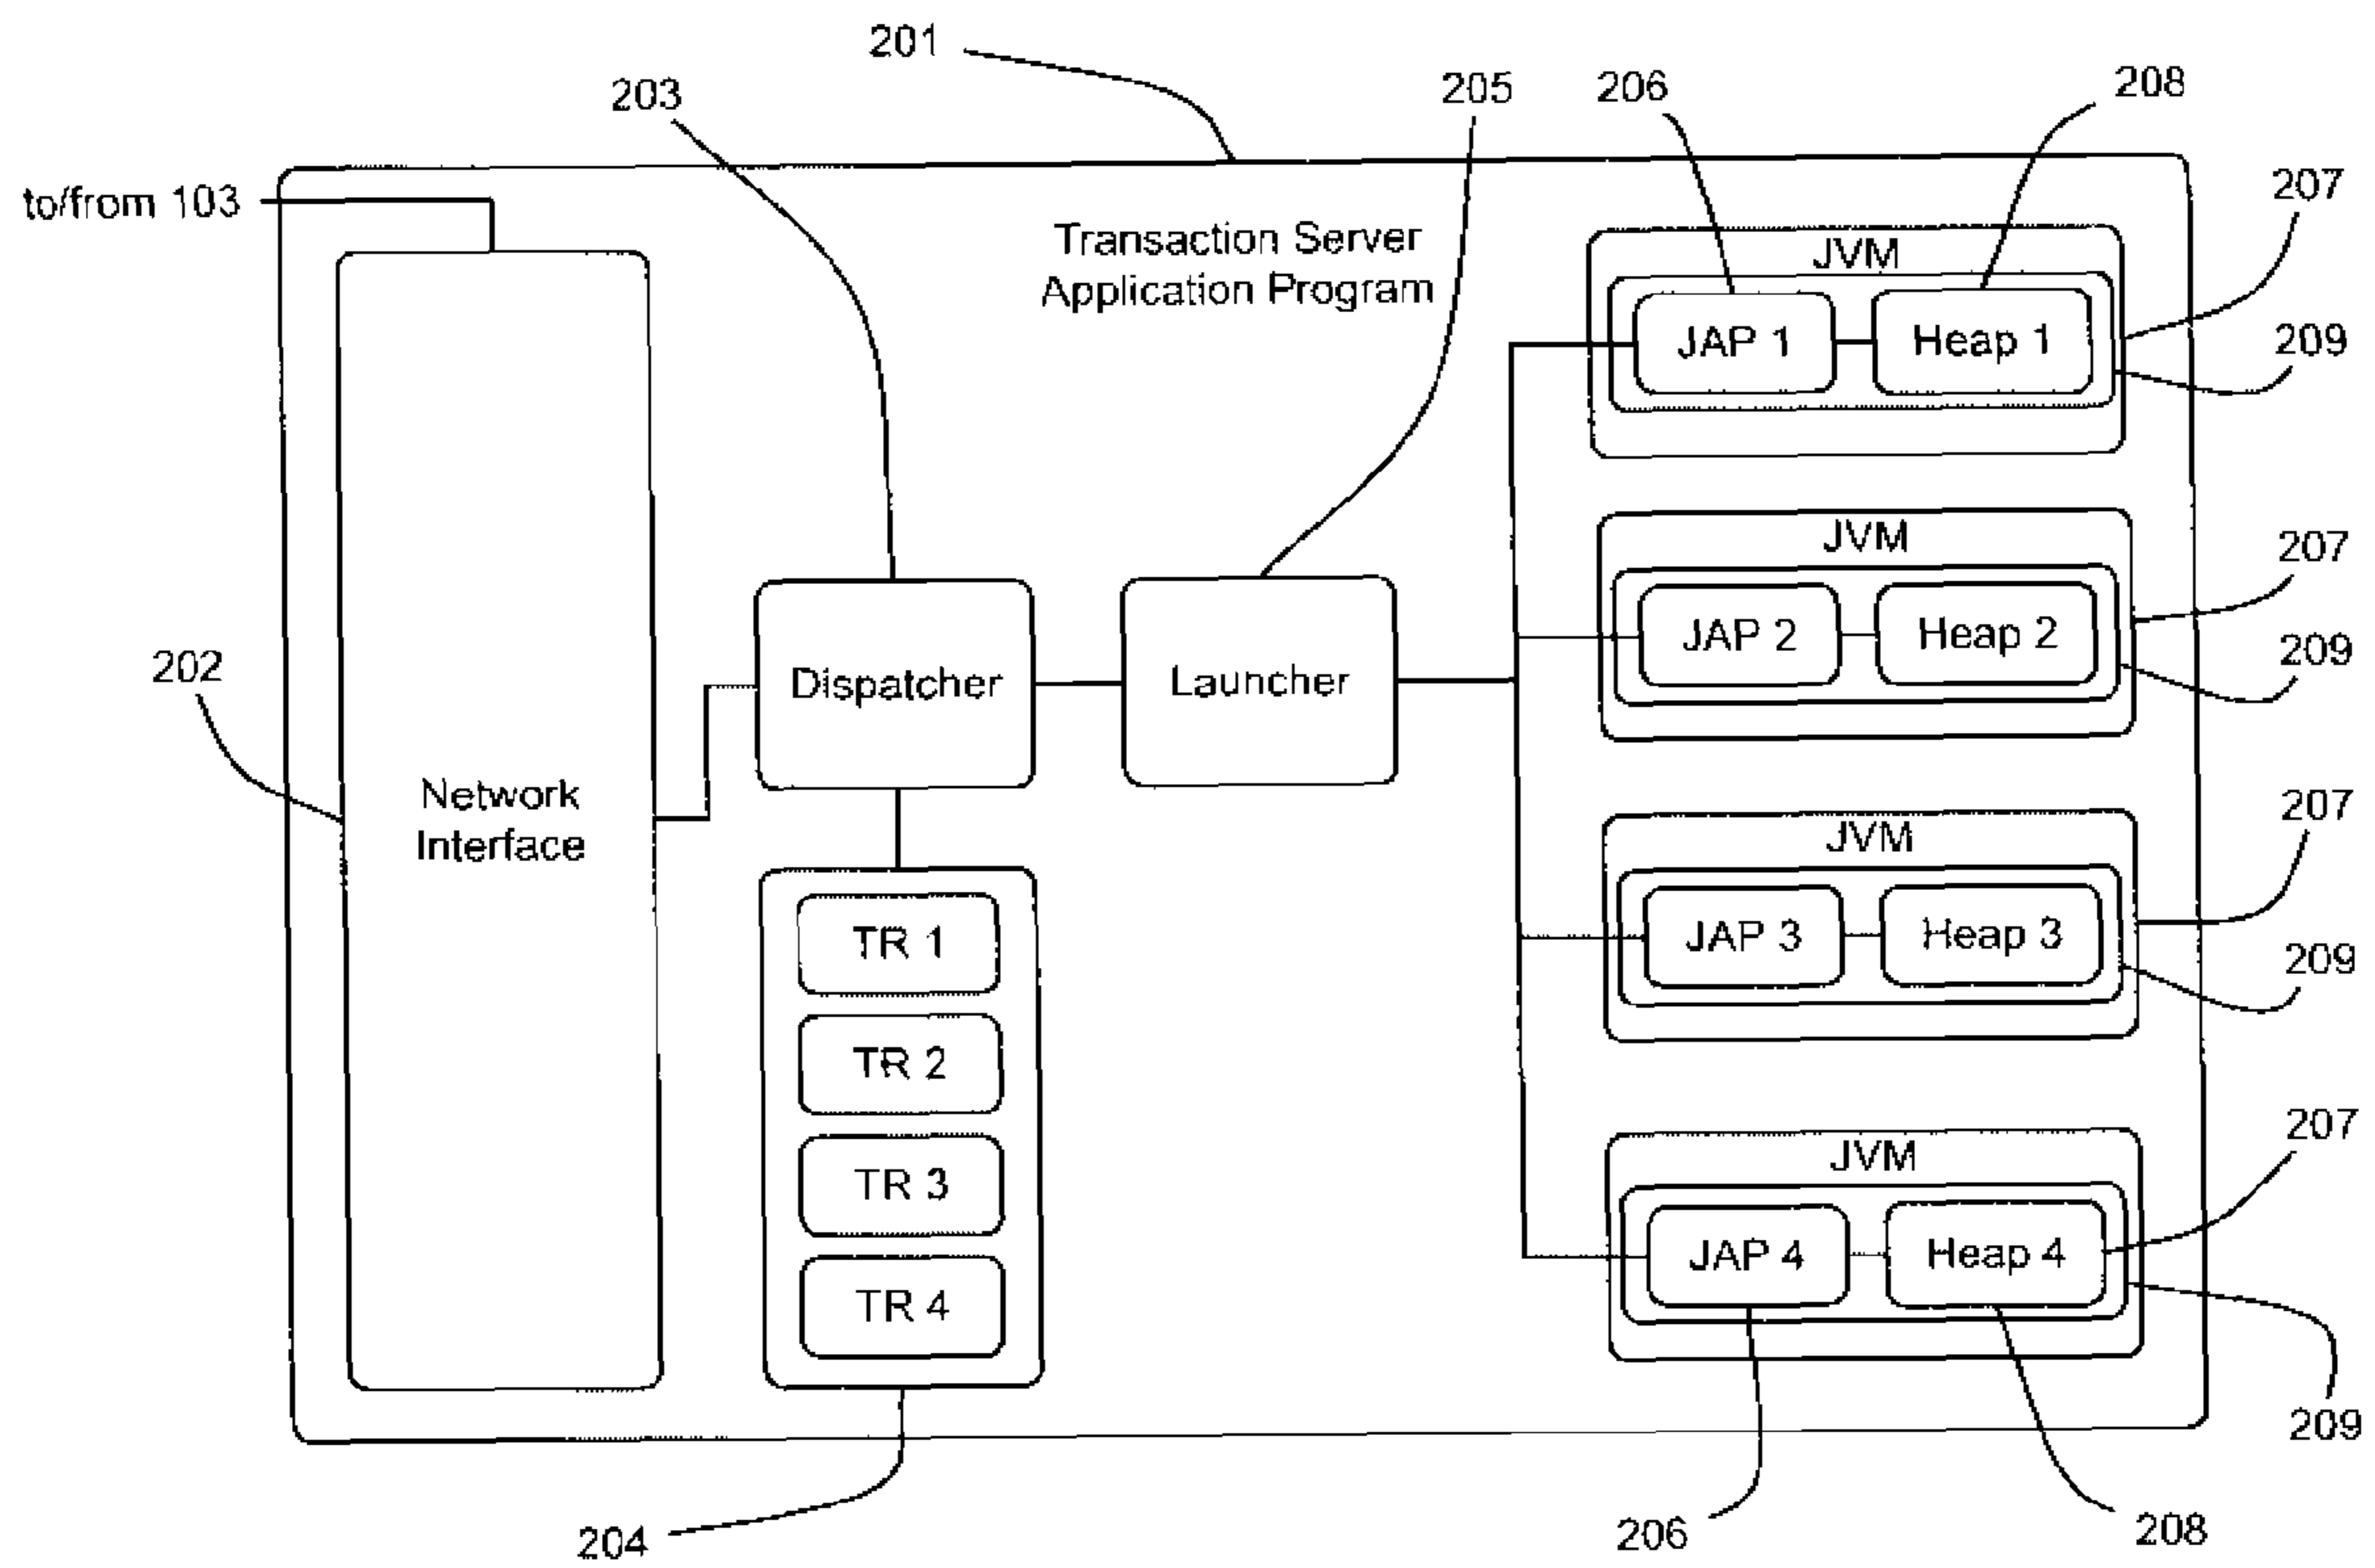 201
203
205
206
208
to/from 103
207
Transaction Server
Application Program
JVM
JAP 1
Heap 1
209
JVM
207
JAP 2
Heap 2
209
202
Dispatcher
Launcher
Network
Interface
JVM
207
JAP 3
Heap 3
209
TR 1
TR 2
TR 3
TR 4
JVM
207
JAP 4
Heap 4
209
204
206
208